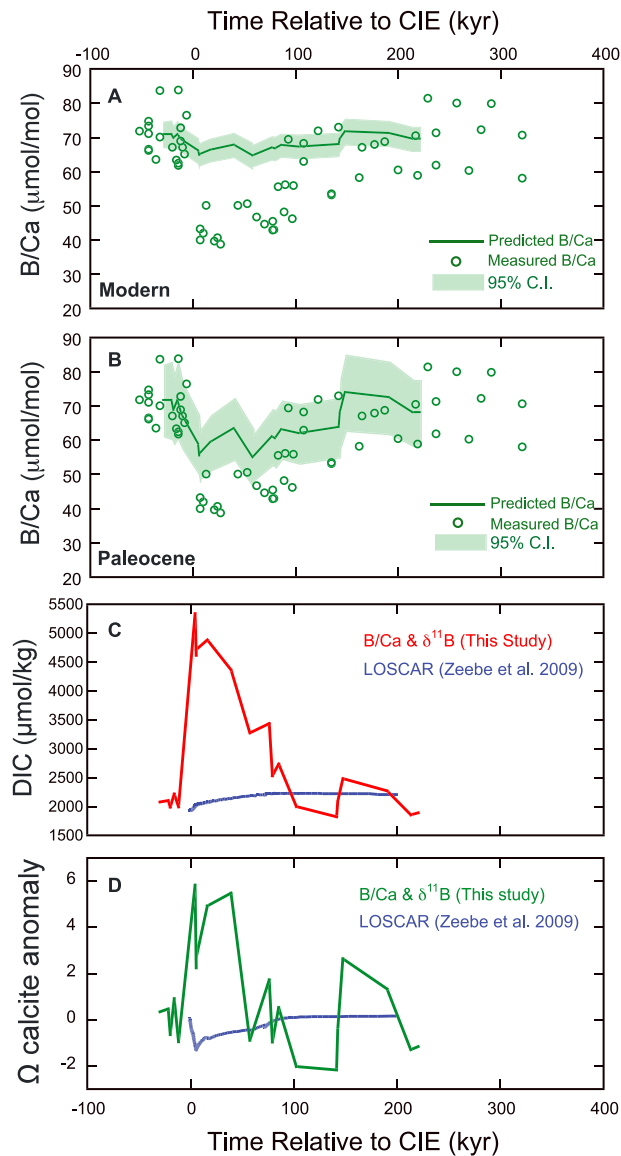 Time Relative to CIE (kyr)
-100 0 100 200 300 400
90
80
70
60
50
40
30
20
B/Ca (μmol/mol)
A
Predicted B/Ca
Measured B/Ca
95% C.I.
Modern
90
80
70
60
50
40
30
20
B/Ca (μmol/mol)
B
Predicted B/Ca
Measured B/Ca
95% C.I.
Paleocene
5500
5000
4500
4000
3500
3000
2500
2000
1500
DIC (μmol/kg)
C
B/Ca & δ¹¹B (This Study)
LOSCAR (Zeebe et al. 2009)
6
4
2
0
-2
Ω calcite anomaly
D
B/Ca & δ¹¹B (This study)
LOSCAR (Zeebe et al. 2009)
-100 0 100 200 300 400
Time Relative to CIE (kyr)